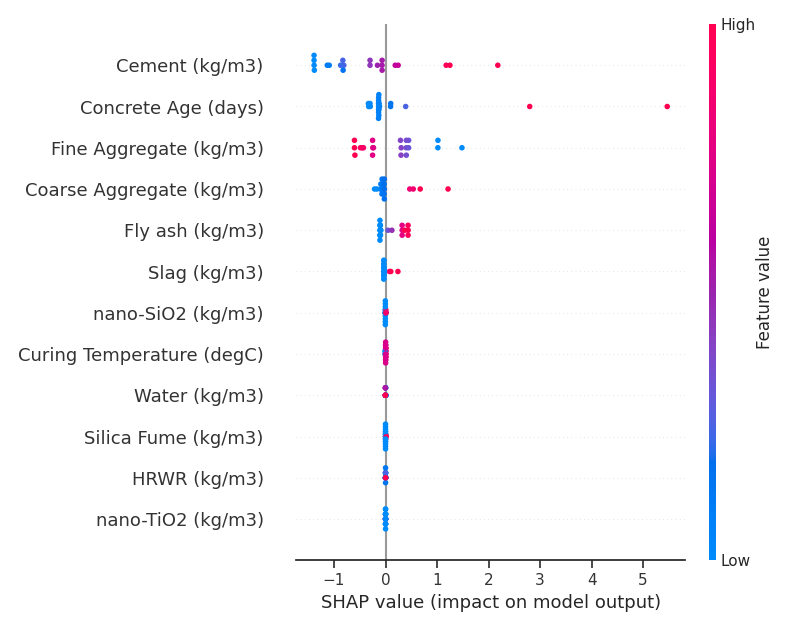 High
Cement (kg/m3)
Concrete Age (days)
Fine Aggregate (kg/m3)
Coarse Aggregate (kg/m3)
Fly ash (kg/m3)
Slag (kg/m3)
nano-SiO2 (kg/m3)
Curing Temperature (degC)
Water (kg/m3)
Silica Fume (kg/m3)
HRWR (kg/m3)
nano-TiO2 (kg/m3)
Feature value
Low
−1 0 1 2 3 4 5
SHAP value (impact on model output)